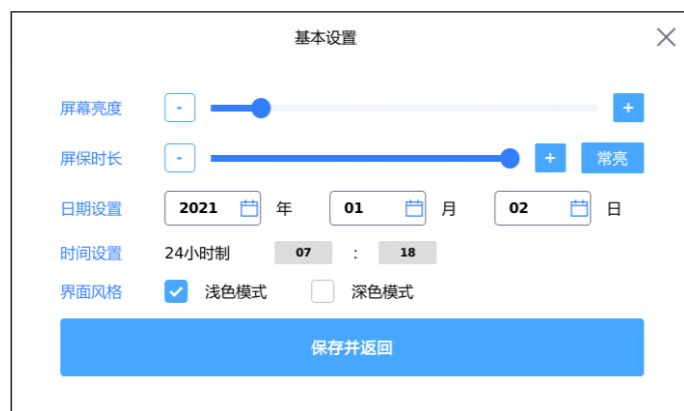 基本设置
屏幕亮度 - +
屏保时长 - + 常亮
日期设置 2021 年 01 月 02 日
时间设置 24小时制 07 : 18
界面风格 浅色模式 深色模式
保存并返回